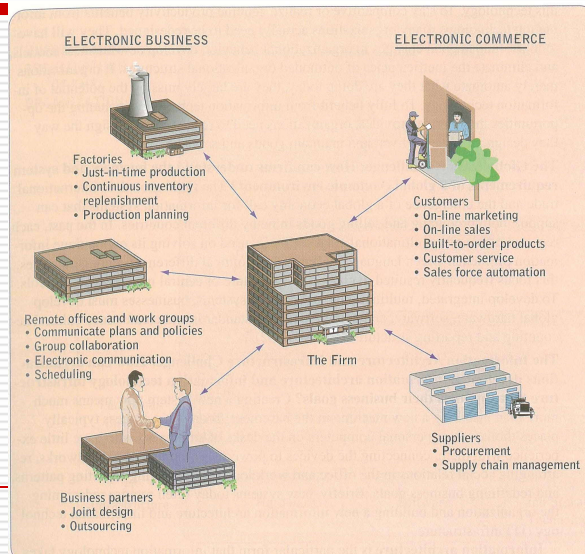 ELECTRONIC BUSINESS
ELECTRONIC COMMERCE
Factories
• Just-in-time production
• Continuous inventory
replenishment
• Production planning
Customers
• On-line marketing
• On-line sales
• Built-to-order products
• Customer service
• Sales force automation
Remote offices and work groups
• Communicate plans and policies
• Group collaboration
• Electronic communication
• Scheduling
The Firm
Business partners
• Joint design
• Outsourcing
Suppliers
• Procurement
• Supply chain management